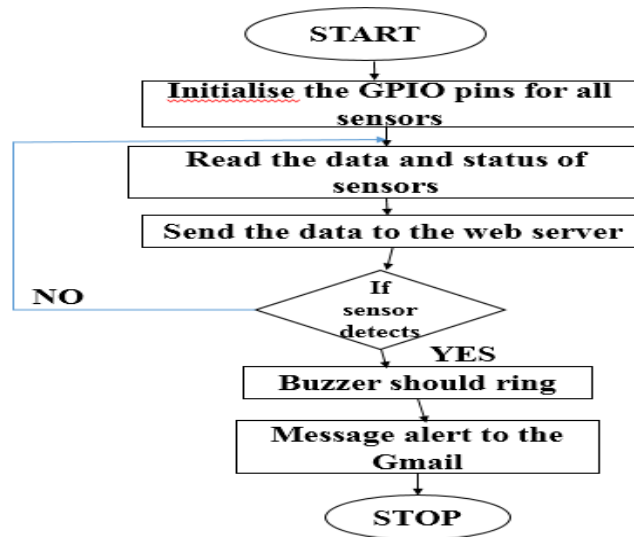 START
Initialise the GPIO pins for all
sensors
Read the data and status of
sensors
Send the data to the web server
If
sensor
detects
NO
YES
Buzzer should ring
Message alert to the
Gmail
STOP